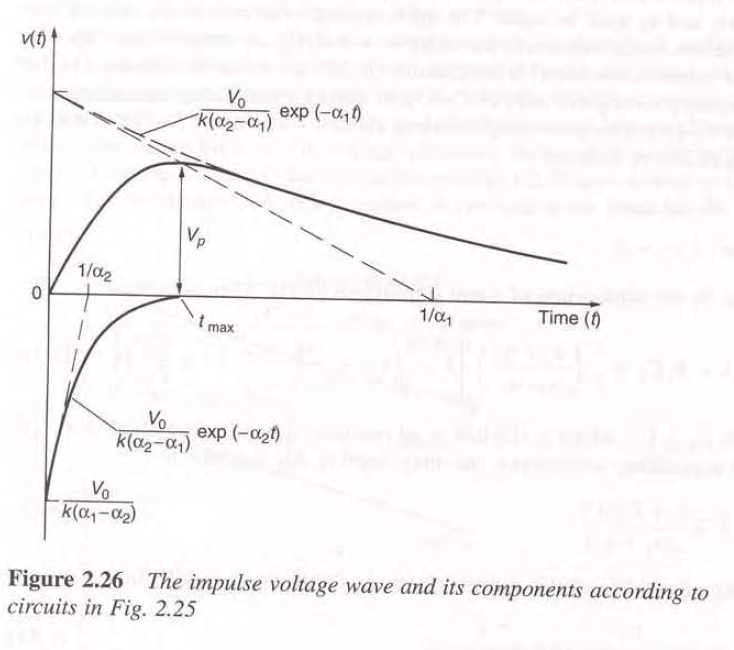 v(t)
V₀ / k(α₂–α₁) exp (–α₁t)
Vₚ
1/α₂
0
t max
1/α₁
Time (t)
V₀ / k(α₂–α₁) exp (–α₂t)
V₀ / k(α₁–α₂)
Figure 2.26 The impulse voltage wave and its components according to
circuits in Fig. 2.25